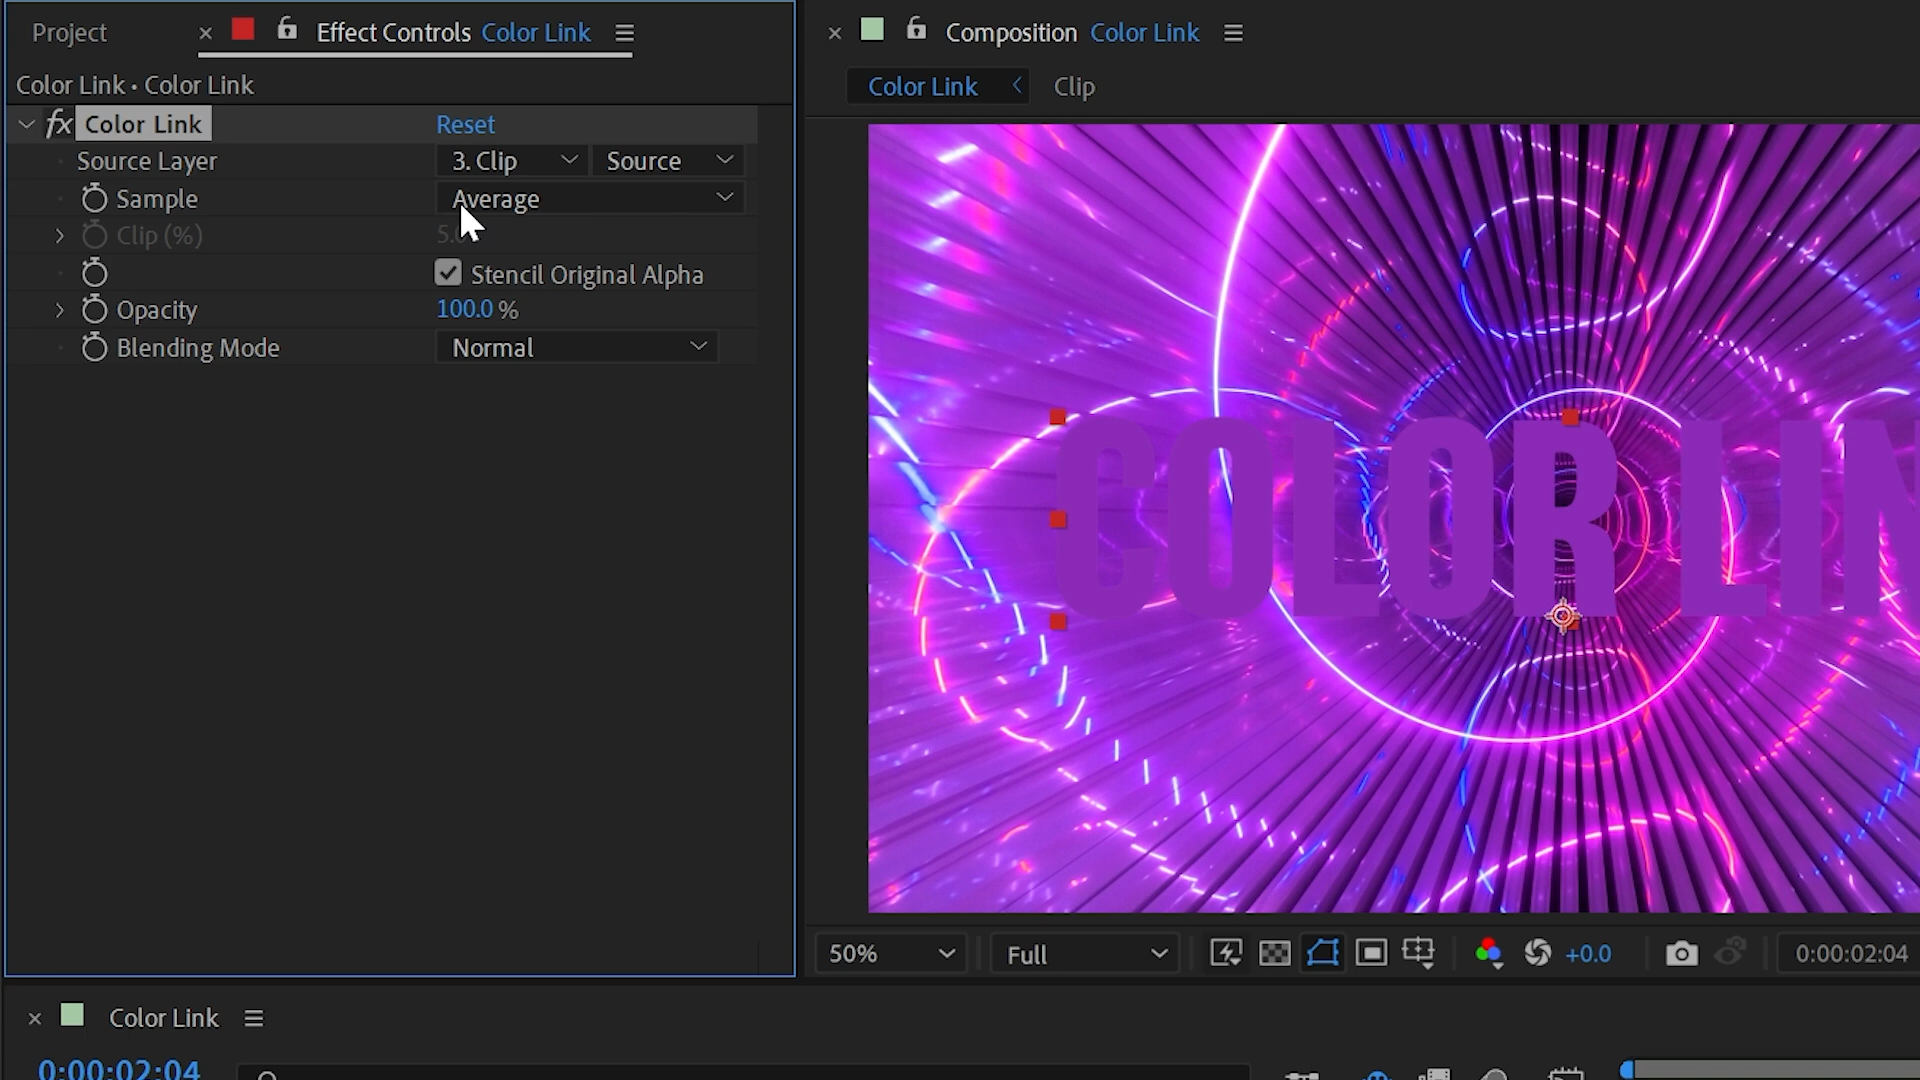 Project
Effect Controls Color Link
Color Link • Color Link
fx Color Link Reset
Source Layer 3. Clip Source
Sample Average
Clip (%)
Stencil Original Alpha
Opacity 100.0 %
Blending Mode Normal
Composition Color Link
Color Link Clip
COLOR LIN
50% Full +0.0 0:00:02:04
Color Link
0:00:02:04